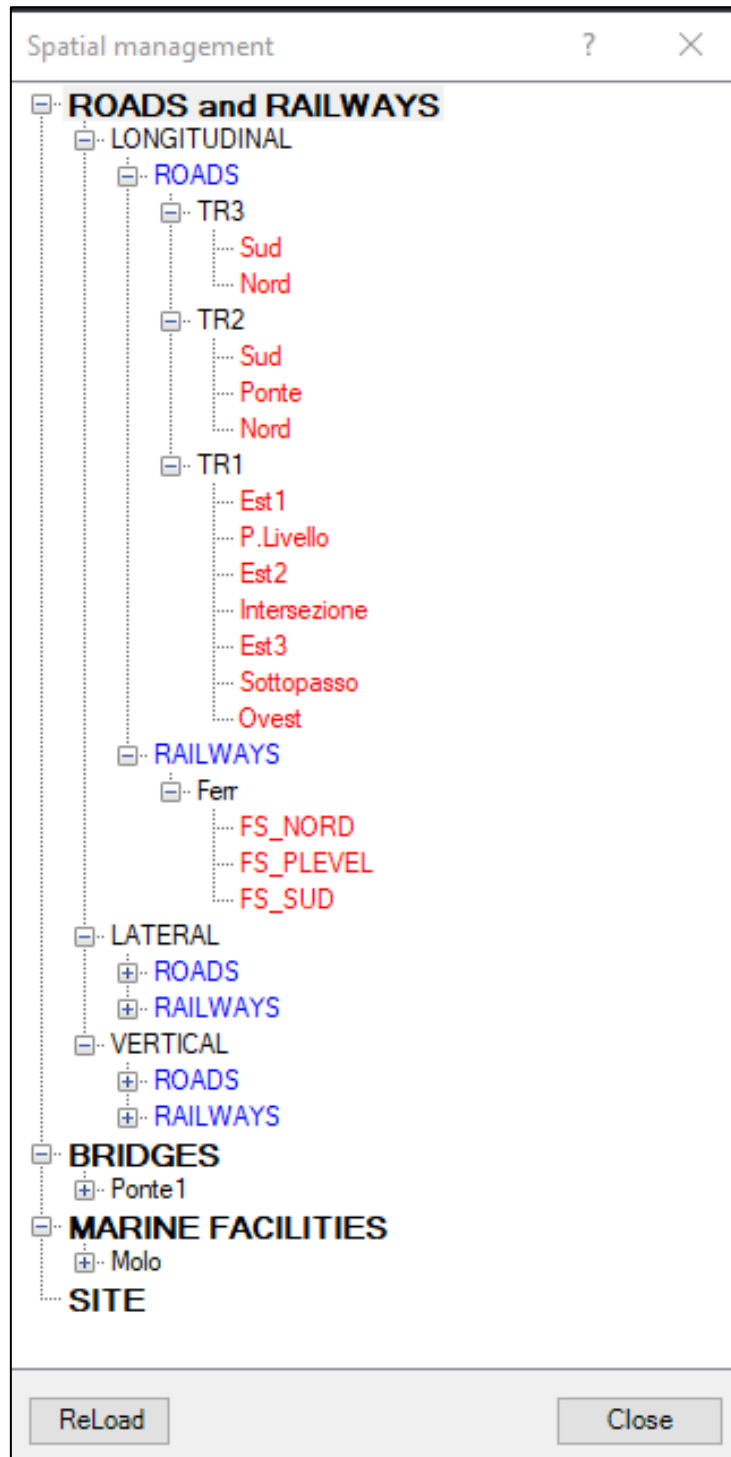 Spatial management ?
ROADS and RAILWAYS
LONGITUDINAL
ROADS
TR3
Sud
Nord
TR2
Sud
Ponte
Nord
TR1
Est1
P.Livello
Est2
Intersezione
Est3
Sottopasso
Ovest
RAILWAYS
Ferr
FS_NORD
FS_PLEVEL
FS_SUD
LATERAL
ROADS
RAILWAYS
VERTICAL
ROADS
RAILWAYS
BRIDGES
Ponte1
MARINE FACILITIES
Molo
SITE
ReLoad Close